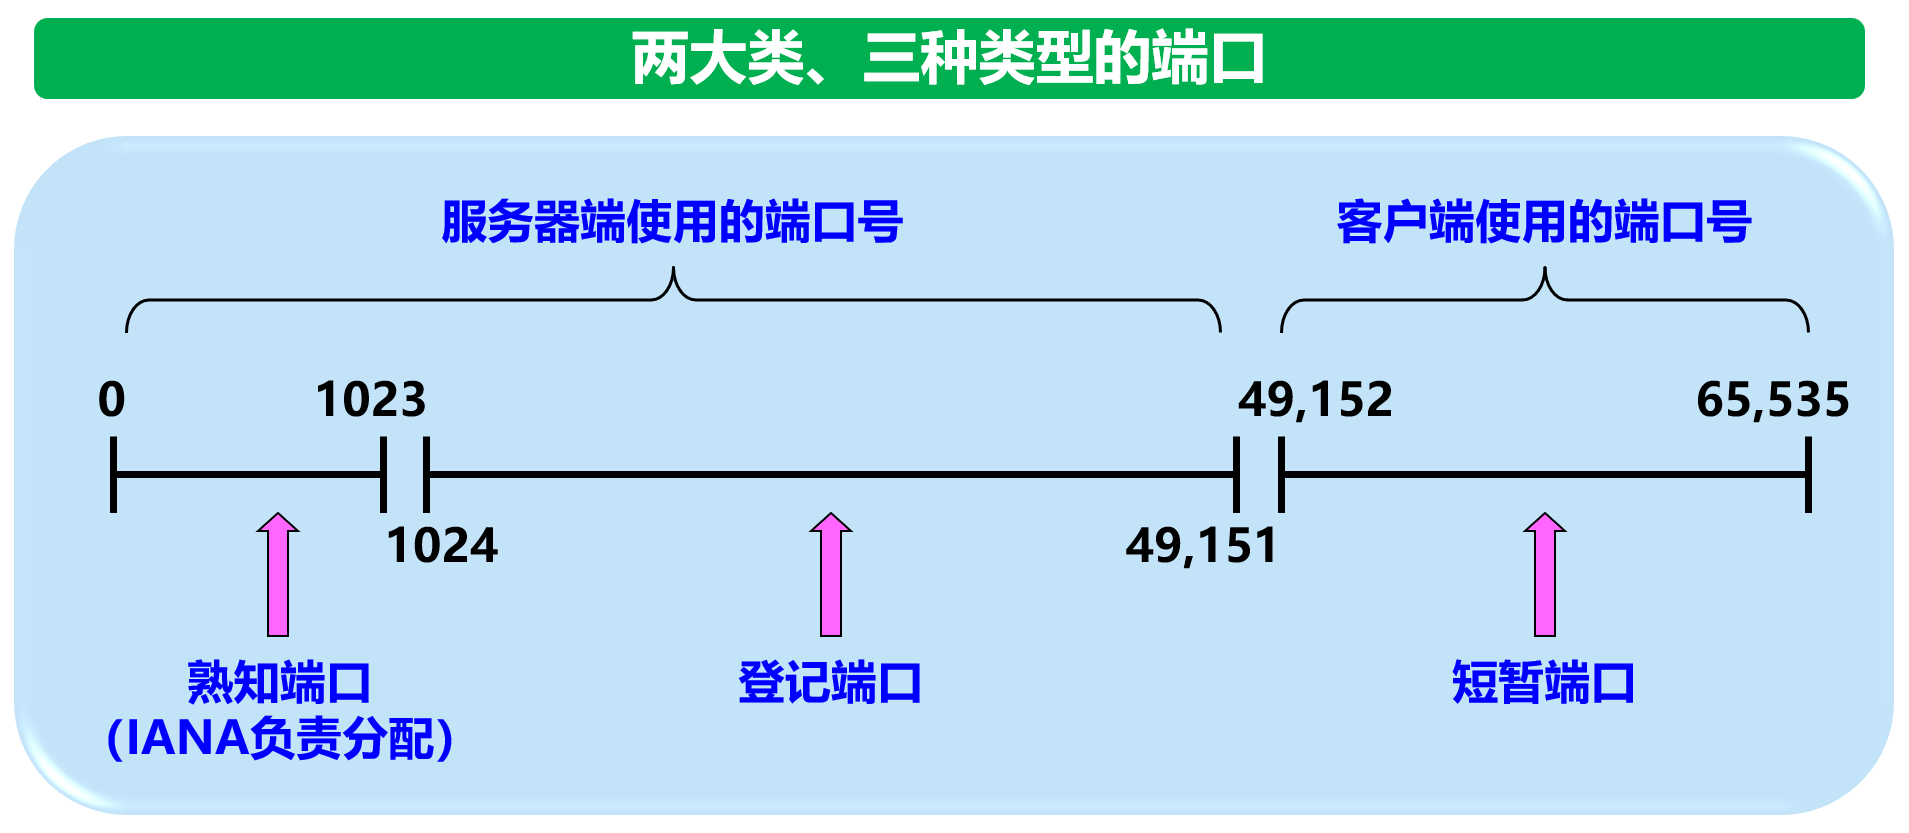 两大类、三种类型的端口
服务器端使用的端口号
客户端使用的端口号
0
1023
49,152
65,535
1024
49,151
熟知端口
（IANA负责分配）
登记端口
短暂端口